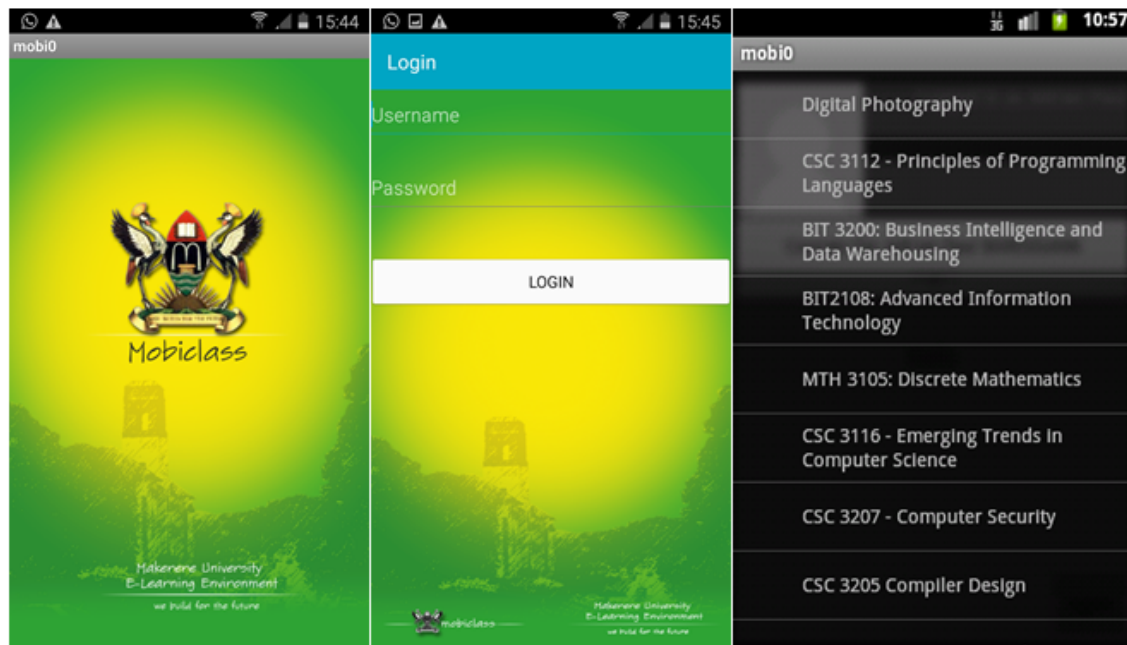 15:44
mobi0
Mobiclass
Makerere University
E-Learning Environment
we build for the future
15:45
Login
Username
Password
LOGIN
mobiclass
Makerere University
E-Learning Environment
we build for the future
3G
10:57
mobi0
Digital Photography
CSC 3112 - Principles of Programming
Languages
BIT 3200: Business Intelligence and
Data Warehousing
BIT2108: Advanced Information
Technology
MTH 3105: Discrete Mathematics
CSC 3116 - Emerging Trends in
Computer Science
CSC 3207 - Computer Security
CSC 3205 Compiler Design